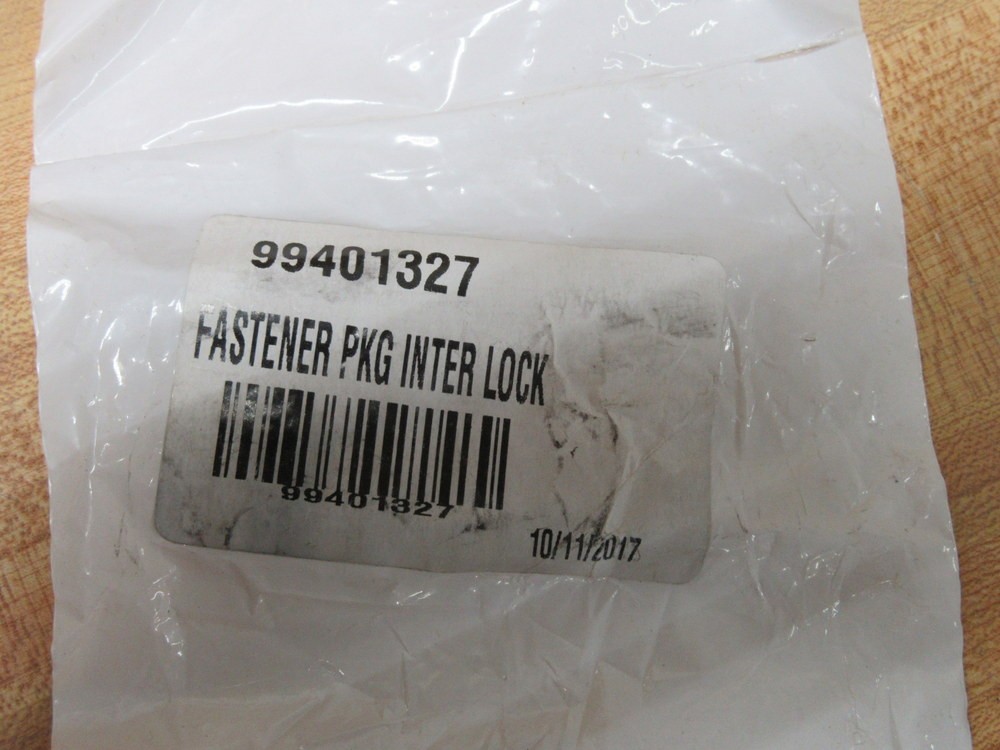 99401327
FASTENER PKG INTER LOCK
99401327
10/11/2017